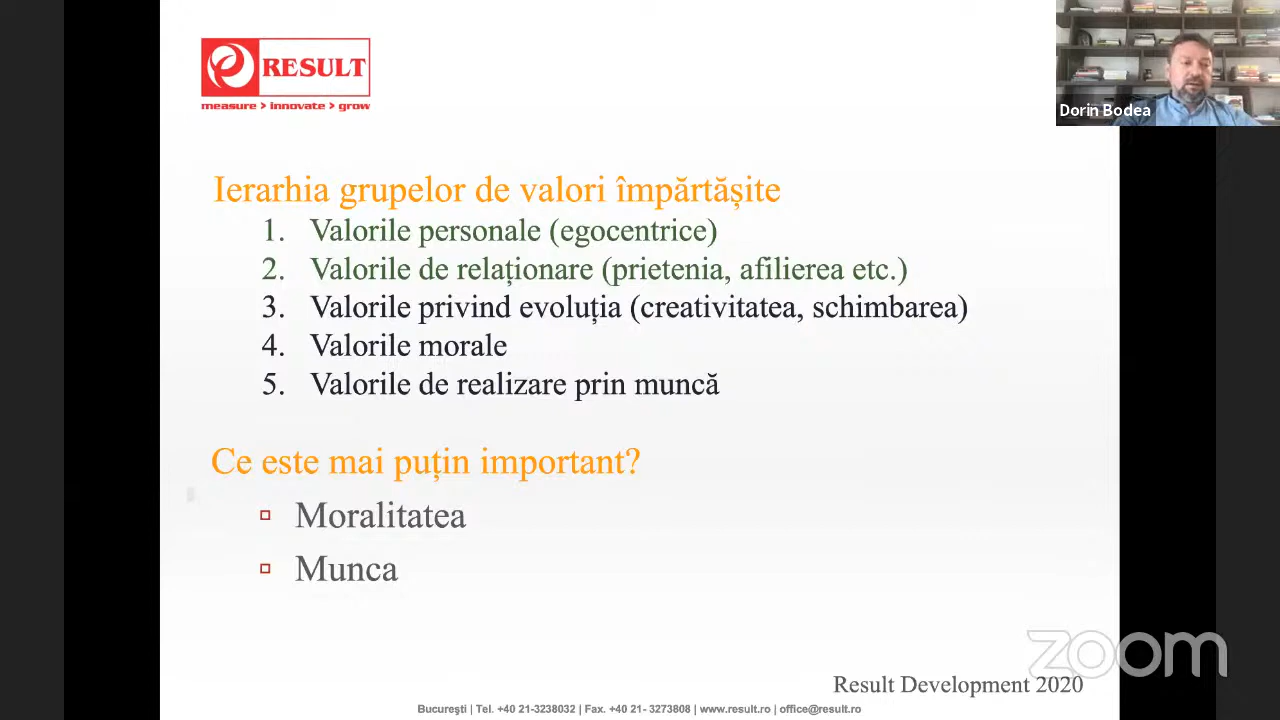 RESULT
measure > innovate > grow
Dorin Bodea
Ierarhia grupelor de valori împărtășite
1. Valorile personale (egocentrice)
2. Valorile de relaționare (prietenia, afilierea etc.)
3. Valorile privind evoluția (creativitatea, schimbarea)
4. Valorile morale
5. Valorile de realizare prin muncă
Ce este mai puțin important?
Moralitatea
Munca
zoom
Result Development 2020
Bucureşti | Tel. +40 21-3238032 | Fax. +40 21- 3273808 | www.result.ro | office@result.ro